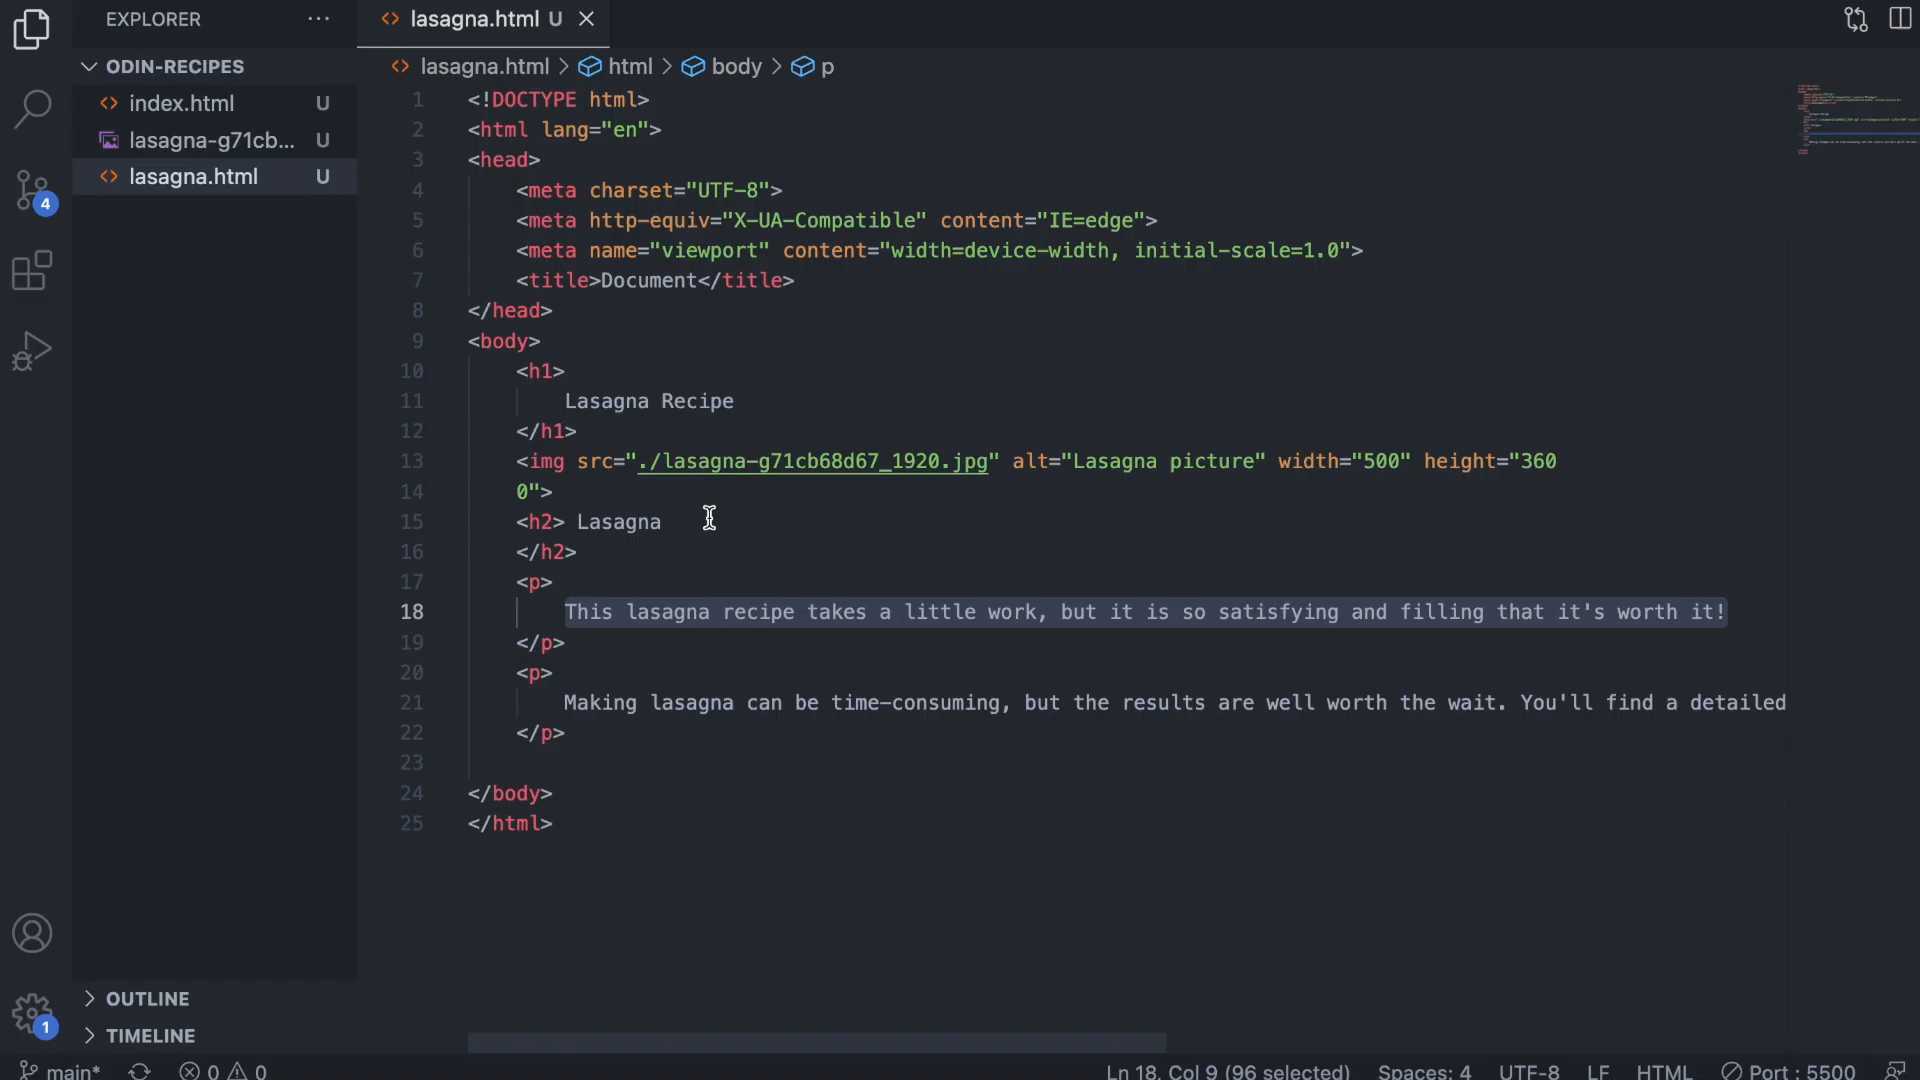 EXPLORER ···
lasagna.html U
ODIN-RECIPES
lasagna.html > html > body > p
index.html U
lasagna-g71cb... U
lasagna.html U
4
1 <!DOCTYPE html>
2 <html lang="en">
3 <head>
4 <meta charset="UTF-8">
5 <meta http-equiv="X-UA-Compatible" content="IE=edge">
6 <meta name="viewport" content="width=device-width, initial-scale=1.0">
7 <title>Document</title>
8 </head>
9 <body>
10 <h1>
11 Lasagna Recipe
12 </h1>
13 <img src="./lasagna-g71cb68d67_1920.jpg" alt="Lasagna picture" width="500" height="360
14 0">
15 <h2> Lasagna
16 </h2>
17 <p>
18 This lasagna recipe takes a little work, but it is so satisfying and filling that it's worth it!
19 </p>
20 <p>
21 Making lasagna can be time-consuming, but the results are well worth the wait. You'll find a detailed
22 </p>
23
24 </body>
25 </html>
OUTLINE
1
TIMELINE
main* 0 0 Ln 18, Col 9 (96 selected) Spaces: 4 UTF-8 LF HTML Port : 5500